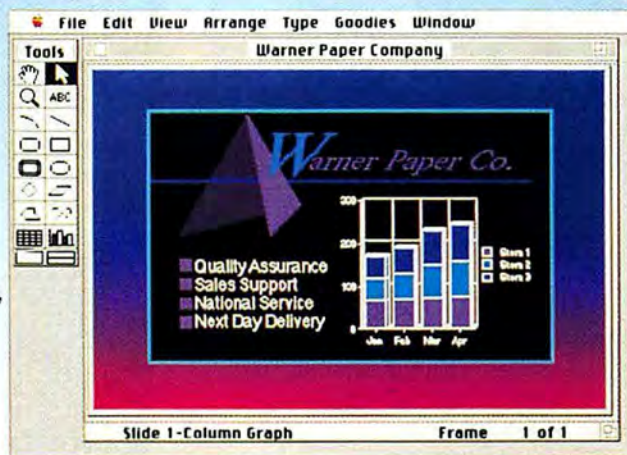 File Edit View Arrange Type Goodies Window
Tools
Warner Paper Company
ABC
Warner Paper Co.
300
200
100
0
Jan Feb Mar Apr
Store 1
Store 2
Store 3
Quality Assurance
Sales Support
National Service
Next Day Delivery
Slide 1-Column Graph Frame 1 of 1